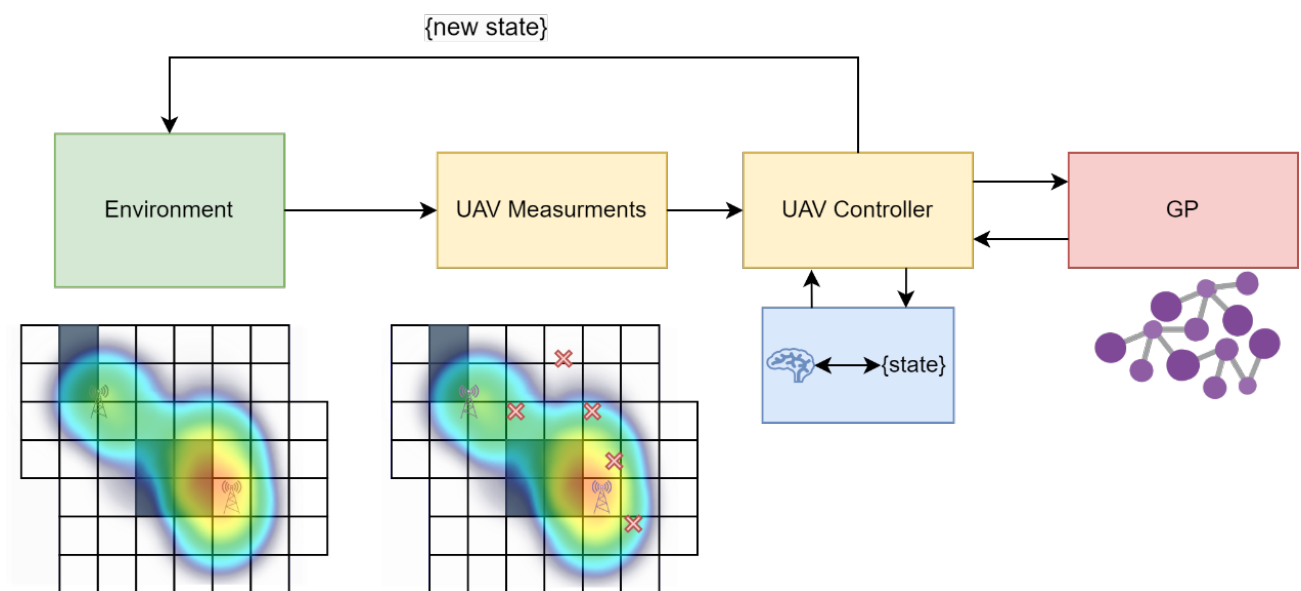 {new state}
Environment
UAV Measurments
UAV Controller
GP
{state}